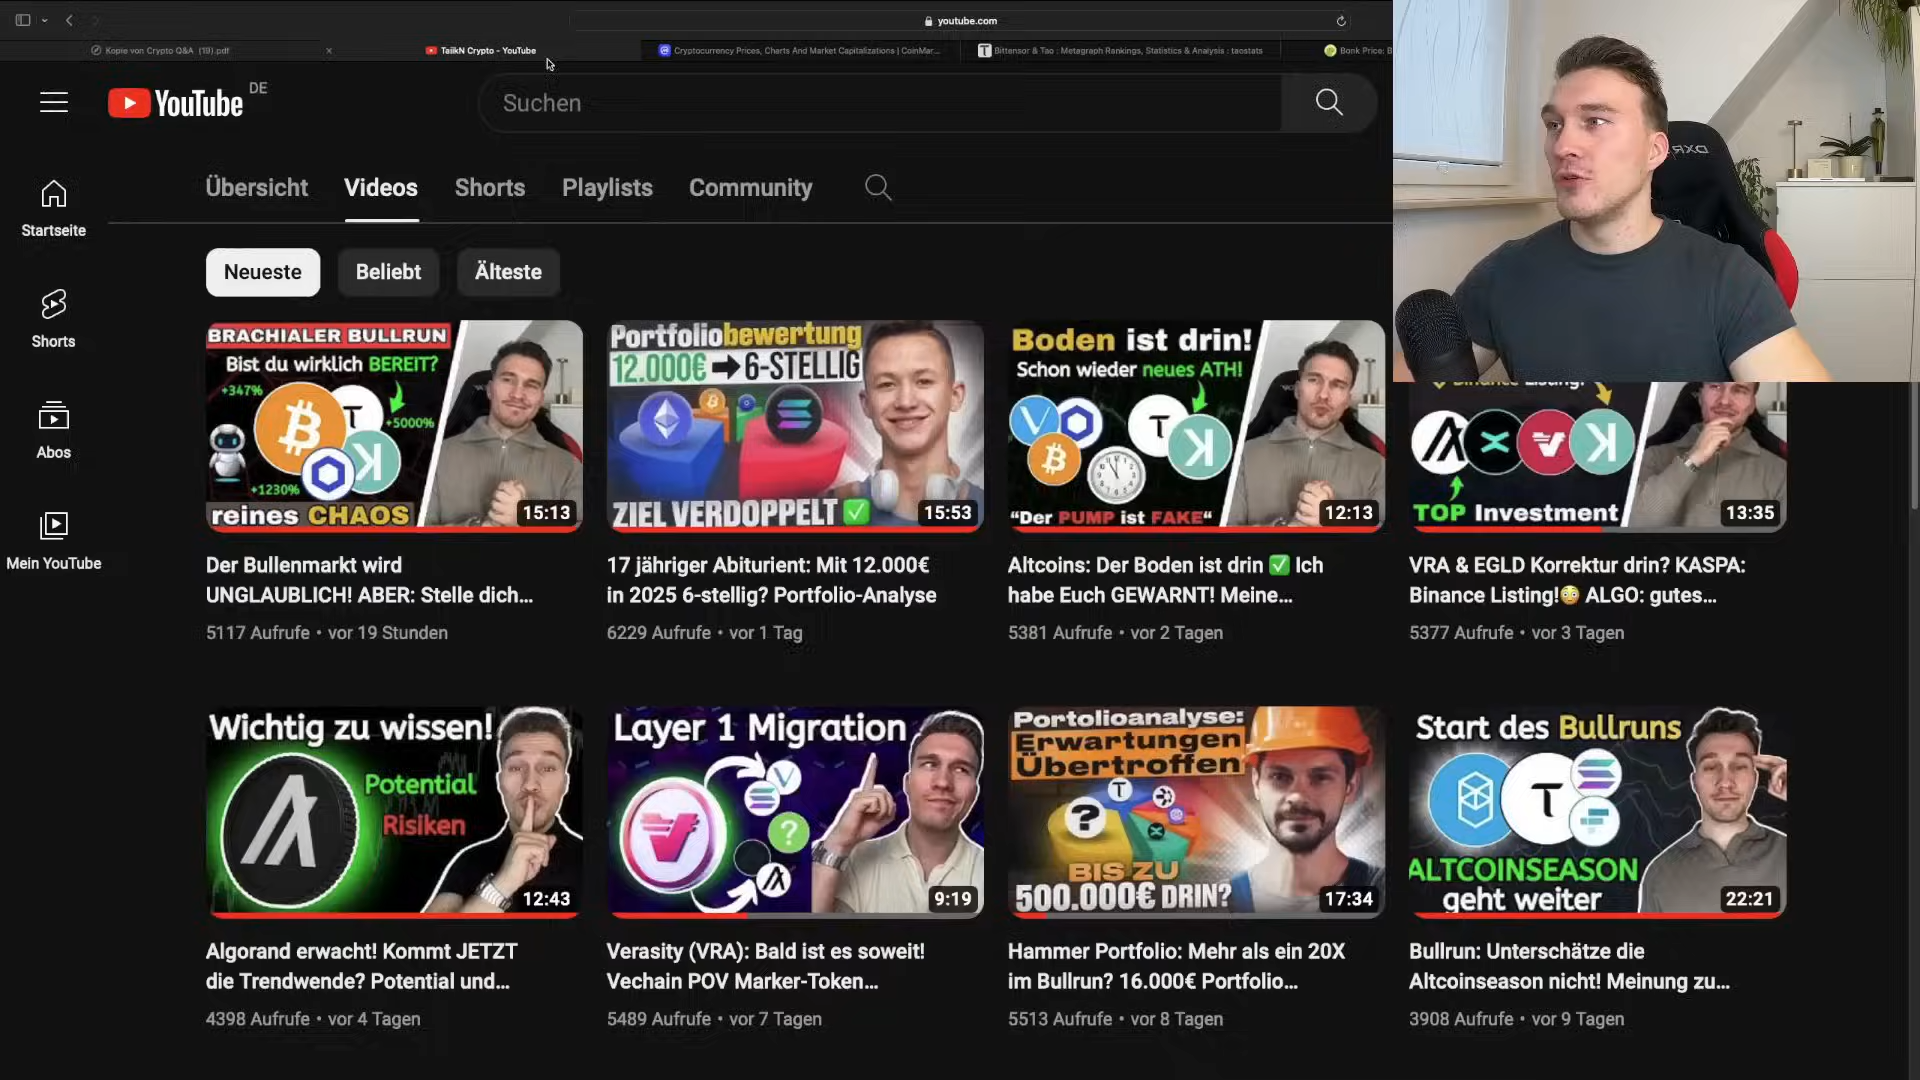 youtube.com
Kopie von Crypto Q&A (19).pdf
TaiikN Crypto - YouTube
Cryptocurrency Prices, Charts And Market Capitalizations | CoinMar...
Bittensor & Tao : Metagraph Rankings, Statistics & Analysis : taostats
Bonk Price: B
YouTube DE
Suchen
Übersicht
Videos
Shorts
Playlists
Community
Startseite
Shorts
Abos
Mein YouTube
Neueste
Beliebt
Älteste
BRACHIALER BULLRUN
Bist du wirklich BEREIT?
+347%
+5000%
+1230%
reines CHAOS
15:13
Der Bullenmarkt wird
UNGLAUBLICH! ABER: Stelle dich...
5117 Aufrufe • vor 19 Stunden
Portfoliobewertung
12.000€ 6-STELLIG
ZIEL VERDOPPELT
15:53
17 jähriger Abiturient: Mit 12.000€
in 2025 6-stellig? Portfolio-Analyse
6229 Aufrufe • vor 1 Tag
Boden ist drin!
Schon wieder neues ATH!
“Der PUMP ist FAKE“
12:13
Altcoins: Der Boden ist drin ✅ Ich
habe Euch GEWARNT! Meine...
5381 Aufrufe • vor 2 Tagen
Binance Listing!
TOP Investment
13:35
VRA & EGLD Korrektur drin? KASPA:
Binance Listing!😳 ALGO: gutes...
5377 Aufrufe • vor 3 Tagen
Wichtig zu wissen!
Potential
Risiken
12:43
Algorand erwacht! Kommt JETZT
die Trendwende? Potential und...
4398 Aufrufe • vor 4 Tagen
Layer 1 Migration
?
9:19
Verasity (VRA): Bald ist es soweit!
Vechain POV Marker-Token...
5489 Aufrufe • vor 7 Tagen
Portolioanalyse:
Erwartungen
Übertroffen
?
BIS ZU
500.000€ DRIN?
17:34
Hammer Portfolio: Mehr als ein 20X
im Bullrun? 16.000€ Portfolio...
5513 Aufrufe • vor 8 Tagen
Start des Bullruns
ALTCOINSEASON
geht weiter
22:21
Bullrun: Unterschätze die
Altcoinseason nicht! Meinung zu...
3908 Aufrufe • vor 9 Tagen